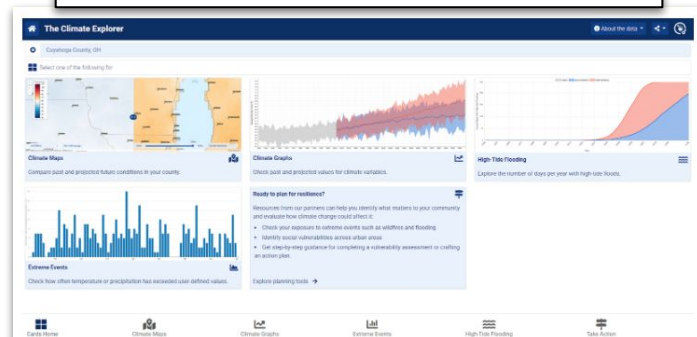 The Climate Explorer
About the data
Cuyahoga County, OH
Select one of the following for:
Climate Maps
Compare past and projected future conditions in your county.
Climate Graphs
Check past and projected values for climate variables.
High-Tide Flooding
Explore the number of days per year with high-tide floods.
Extreme Events
Check how often temperature or precipitation has exceeded user-defined values.
Ready to plan for resilience?
Resources from our partners can help you identify what matters to your community
and evaluate how climate change could affect it:
• Check your exposure to extreme events such as wildfires and flooding
• Identify social vulnerabilities across urban areas
• Get step-by-step guidance for completing a vulnerability assessment or crafting
an action plan.
Explore planning tools →
Cards Home
Climate Maps
Climate Graphs
Extreme Events
High-Tide Flooding
Take Action